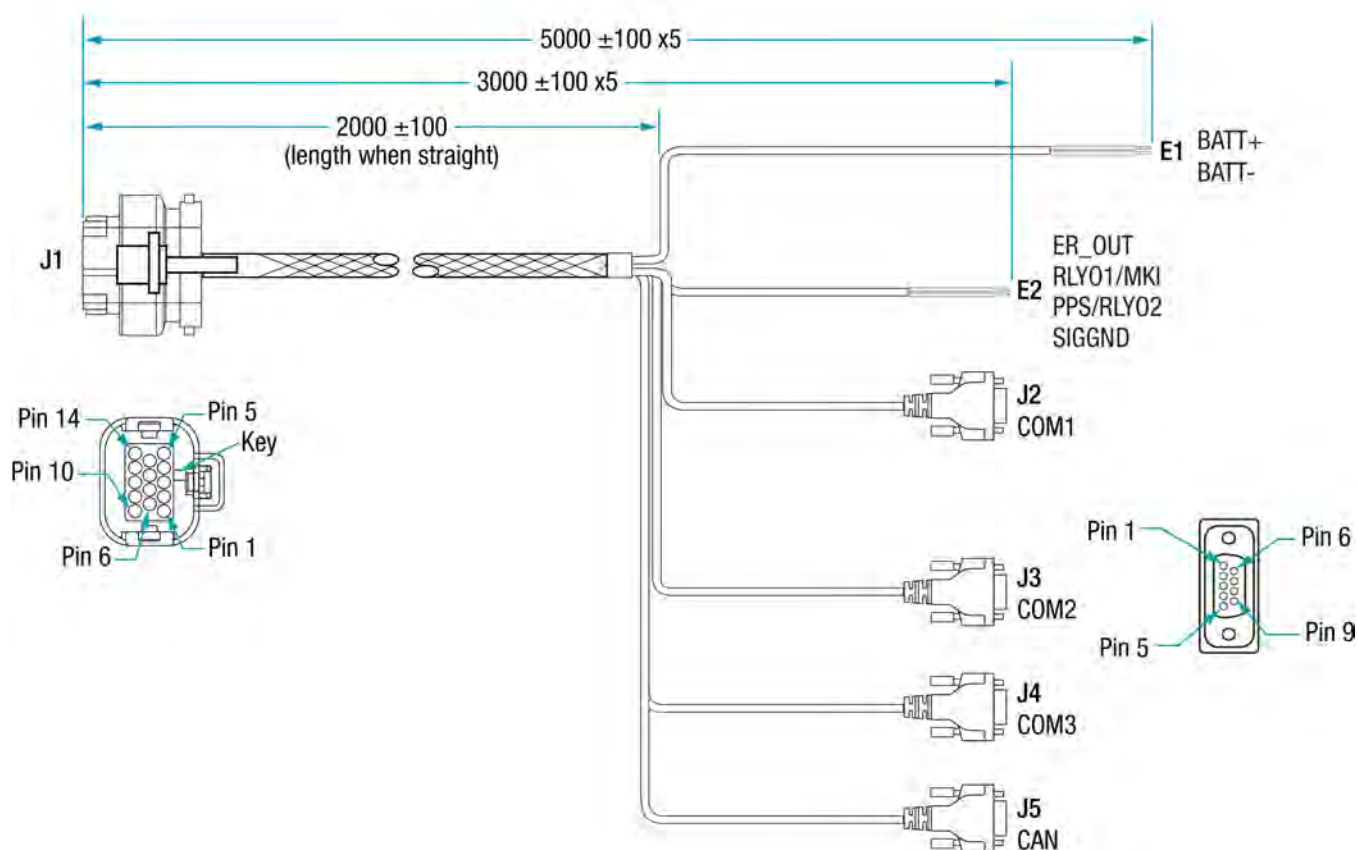 5000 ±100 x5
3000 ±100 x5
2000 ±100
(length when straight)
E1
BATT+
BATT-
J1
E2
ER_OUT
RLYO1/MKI
PPS/RLYO2
SIGGND
J2
COM1
Pin 14
Pin 5
Key
Pin 10
Pin 6
Pin 1
J3
COM2
Pin 1
Pin 6
Pin 5
Pin 9
J4
COM3
J5
CAN